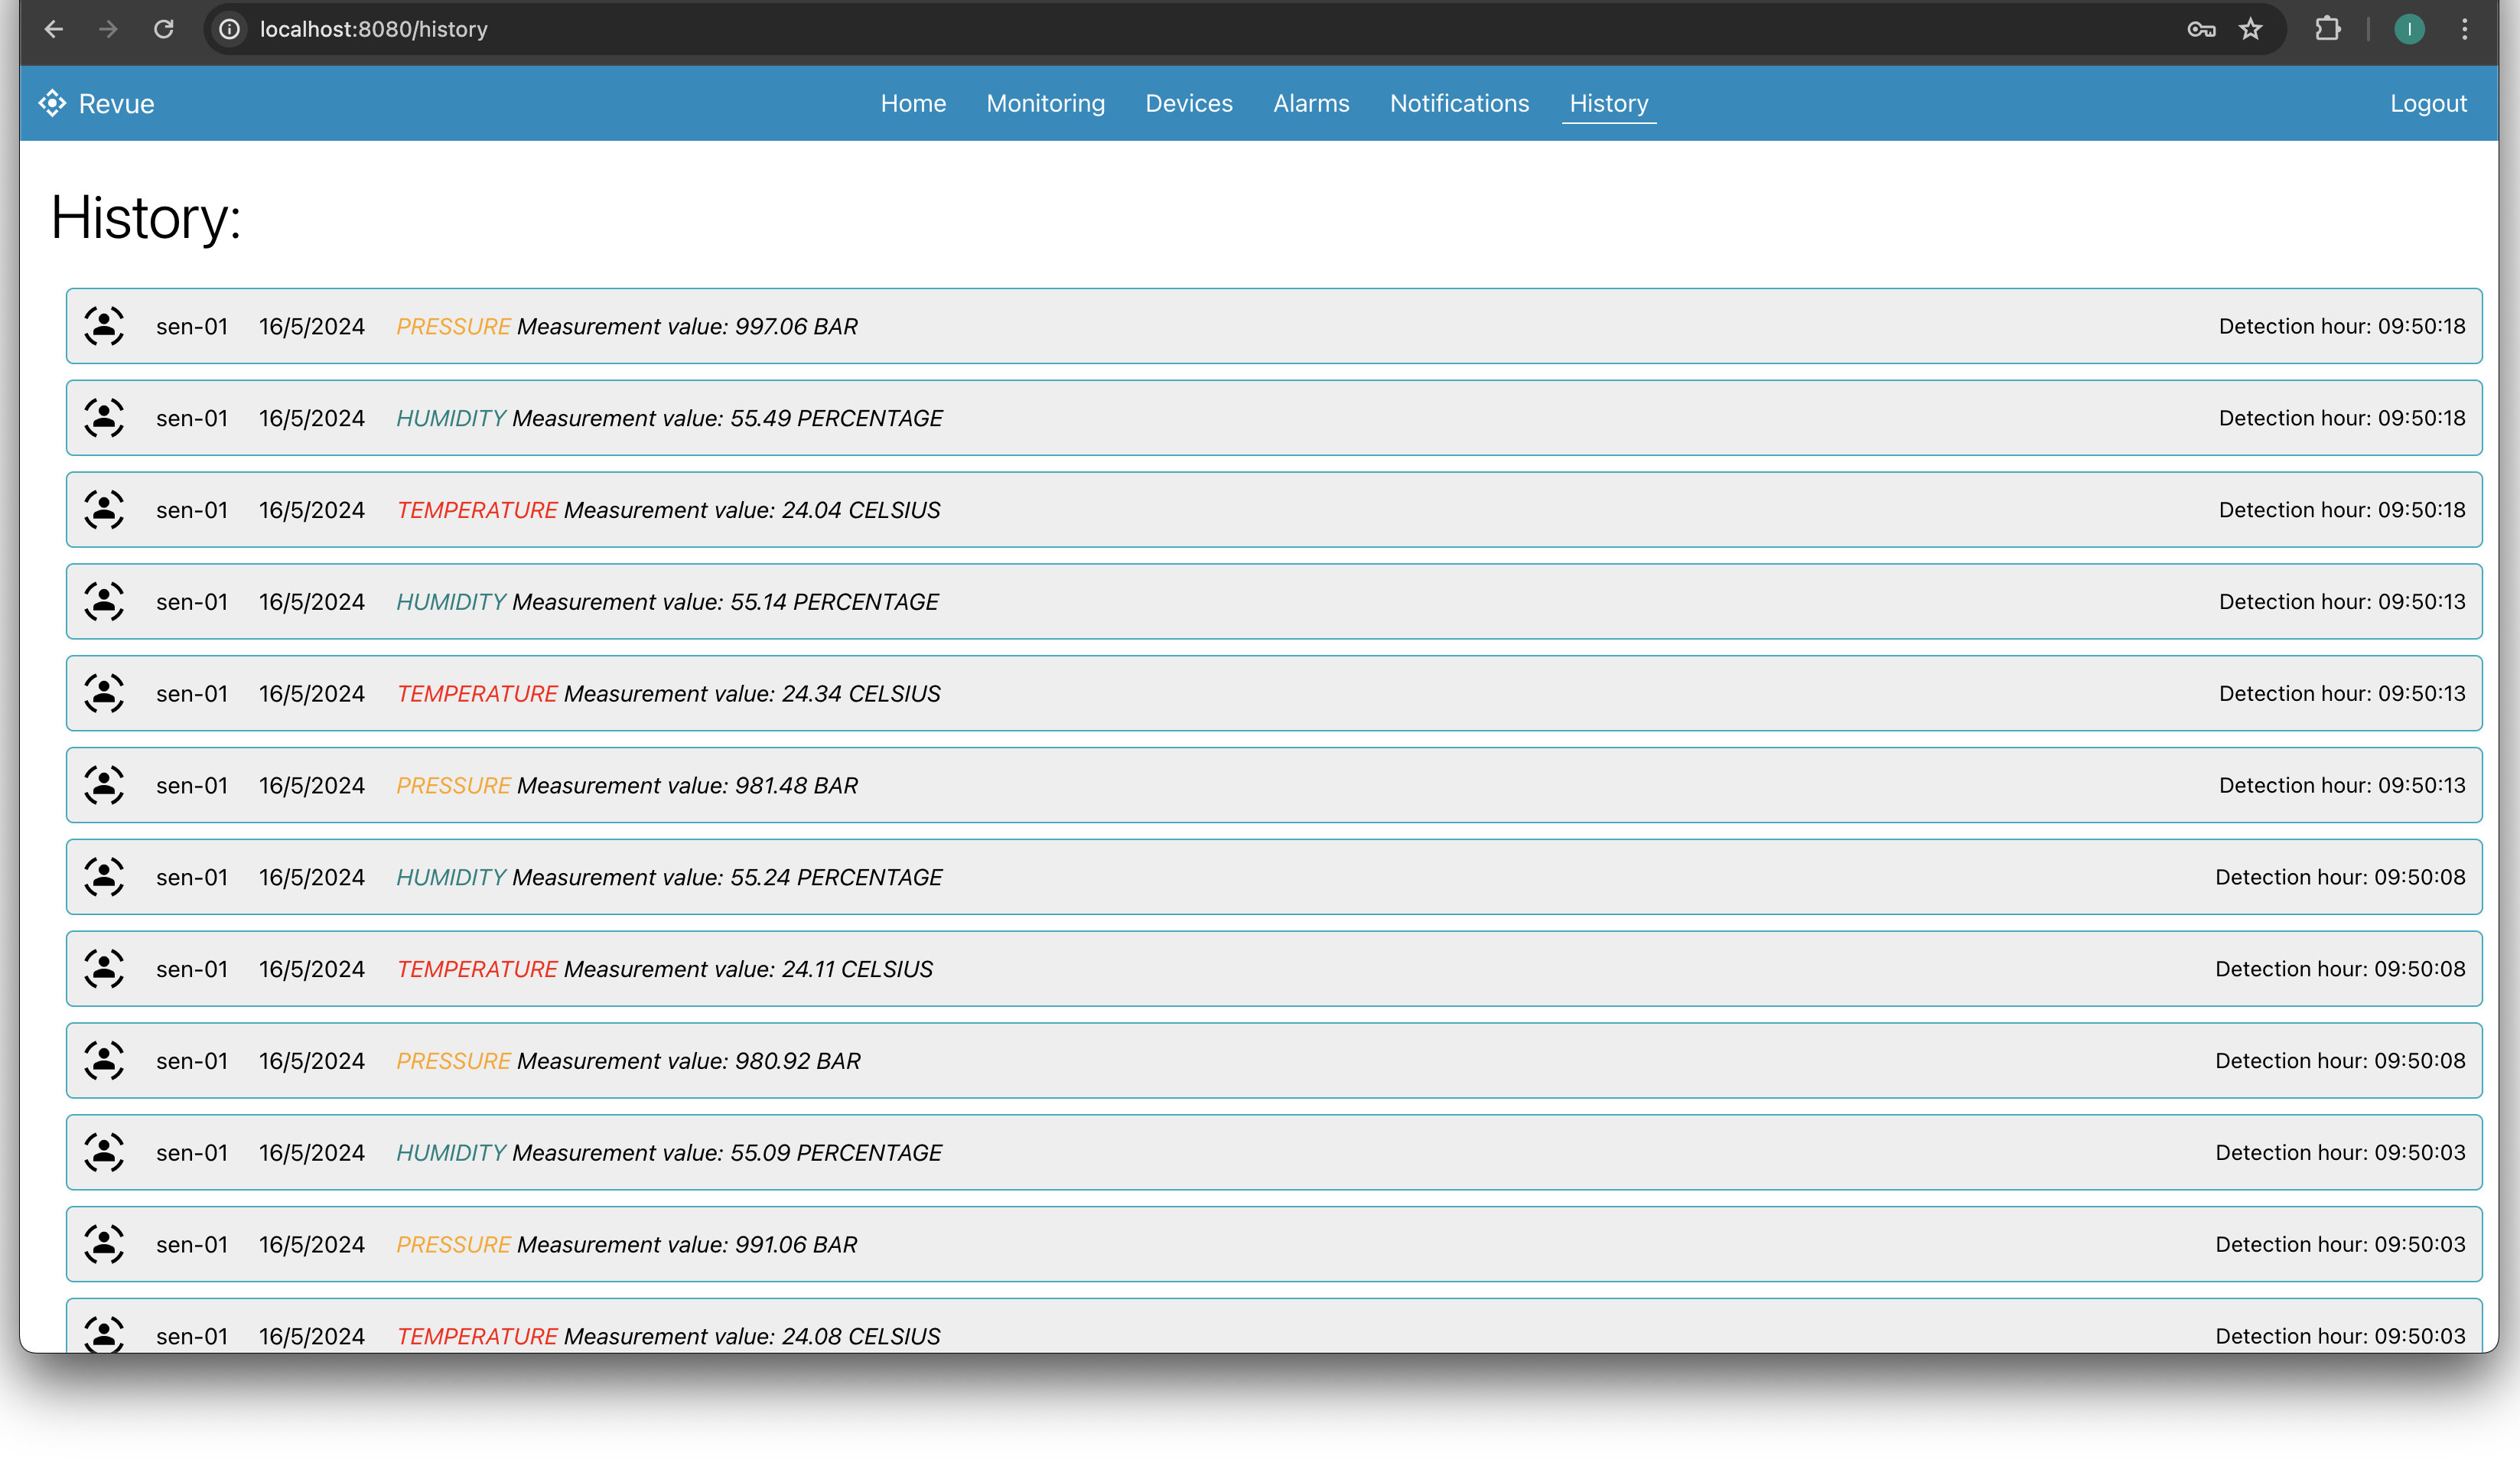 localhost:8080/history
Revue Home Monitoring Devices Alarms Notifications History Logout
History:
sen-01 16/5/2024 PRESSURE Measurement value: 997.06 BAR Detection hour: 09:50:18
sen-01 16/5/2024 HUMIDITY Measurement value: 55.49 PERCENTAGE Detection hour: 09:50:18
sen-01 16/5/2024 TEMPERATURE Measurement value: 24.04 CELSIUS Detection hour: 09:50:18
sen-01 16/5/2024 HUMIDITY Measurement value: 55.14 PERCENTAGE Detection hour: 09:50:13
sen-01 16/5/2024 TEMPERATURE Measurement value: 24.34 CELSIUS Detection hour: 09:50:13
sen-01 16/5/2024 PRESSURE Measurement value: 981.48 BAR Detection hour: 09:50:13
sen-01 16/5/2024 HUMIDITY Measurement value: 55.24 PERCENTAGE Detection hour: 09:50:08
sen-01 16/5/2024 TEMPERATURE Measurement value: 24.11 CELSIUS Detection hour: 09:50:08
sen-01 16/5/2024 PRESSURE Measurement value: 980.92 BAR Detection hour: 09:50:08
sen-01 16/5/2024 HUMIDITY Measurement value: 55.09 PERCENTAGE Detection hour: 09:50:03
sen-01 16/5/2024 PRESSURE Measurement value: 991.06 BAR Detection hour: 09:50:03
sen-01 16/5/2024 TEMPERATURE Measurement value: 24.08 CELSIUS Detection hour: 09:50:03